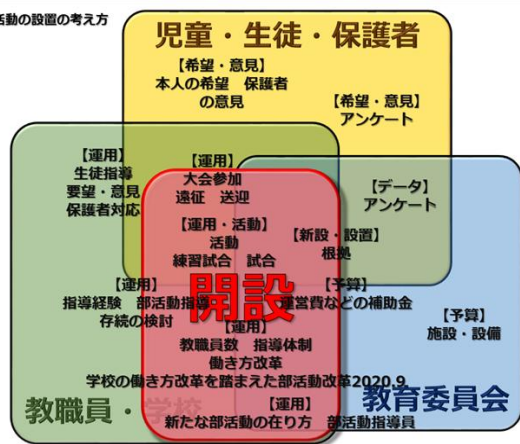 活動の設置の考え方
児童・生徒・保護者
【希望・意見】
本人の希望　保護者
の意見
【希望・意見】
アンケート
【運用】
生徒指導
要望・意見
保護者対応
【運用】
大会参加
遠征　送迎
【データ】
アンケート
【運用・活動】
活動
練習試合　試合
【新設・設置】
根拠
【運用】
指導経験　部活動指導
存続の検討
開設
【予算】
運営費などの補助金
【予算】
施設・設備
【運用】
教職員数　指導体制
働き方改革
学校の働き方改革を踏まえた部活動改革2020.9
教職員・学校
教育委員会
【運用】
新たな部活動の在り方　部活動指導員